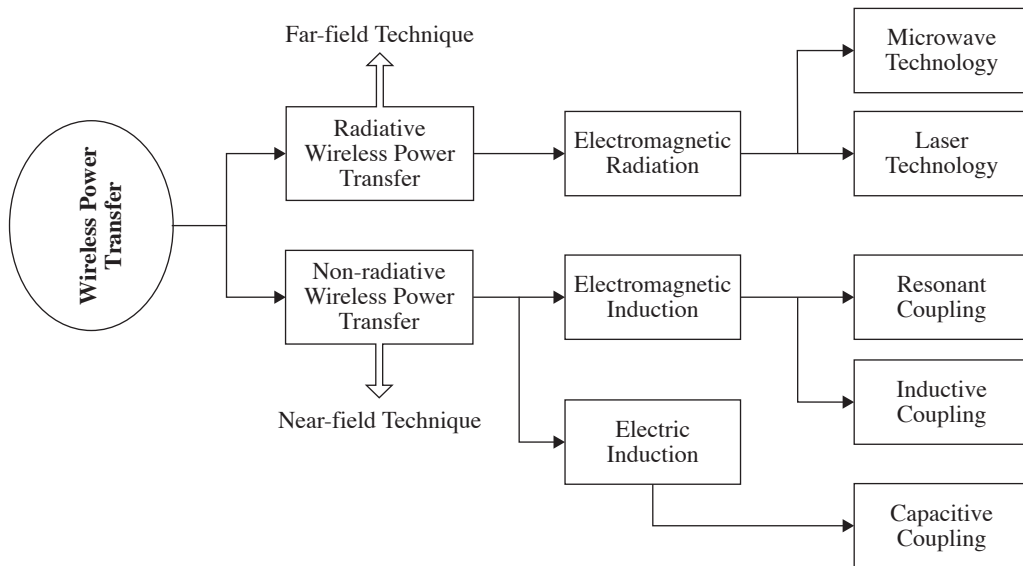 Far-field Technique
Microwave
Technology
Radiative
Wireless Power
Transfer
Electromagnetic
Radiation
Laser
Technology
Wireless Power
Transfer
Non-radiative
Wireless Power
Transfer
Electromagnetic
Induction
Resonant
Coupling
Near-field Technique
Inductive
Coupling
Electric
Induction
Capacitive
Coupling